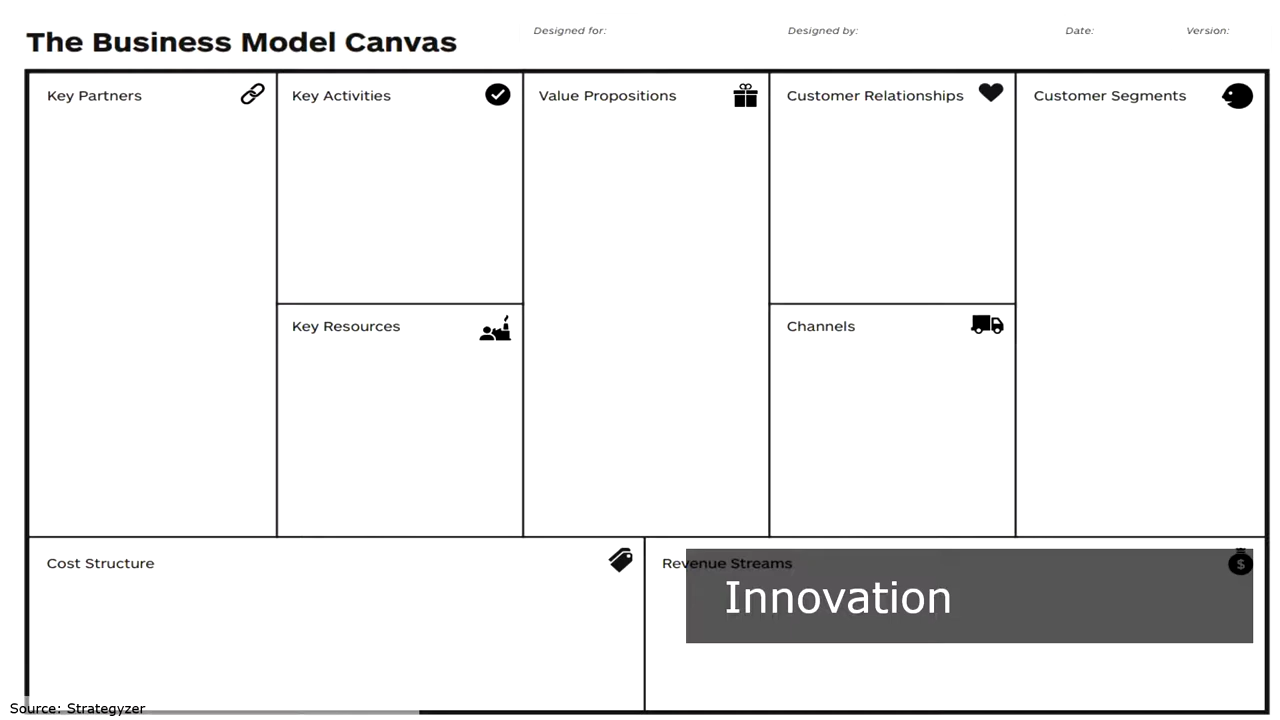 The Business Model Canvas
Designed for:
Designed by:
Date:
Version:
Key Partners
Key Activities
Value Propositions
Customer Relationships
Customer Segments
Key Resources
Channels
Cost Structure
Revenue Streams
$
Innovation
Source: Strategyzer